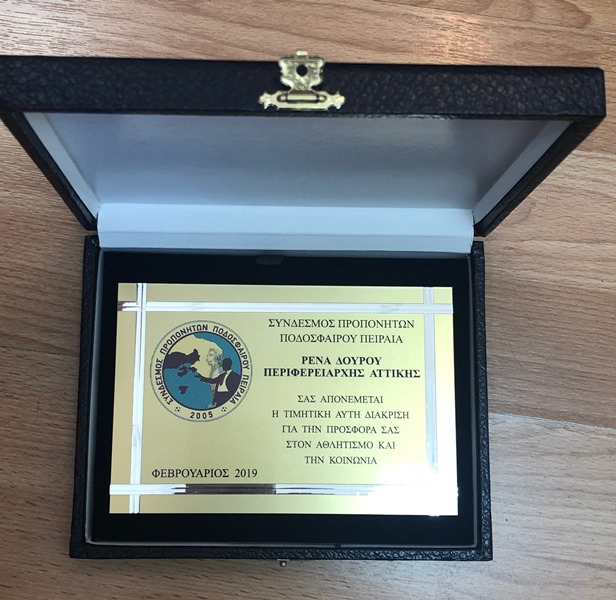 ΣΥΝΔΕΣΜΟΣ ΠΡΟΠΟΝΗΤΩΝ
ΠΟΔΟΣΦΑΙΡΟΥ ΠΕΙΡΑΙΑ
ΡΕΝΑ ΔΟΥΡΟΥ
ΠΕΡΙΦΕΡΕΙΑΡΧΗΣ ΑΤΤΙΚΗΣ
ΣΑΣ ΑΠΟΝΕΜΕΤΑΙ
Η ΤΙΜΗΤΙΚΗ ΑΥΤΗ ΔΙΑΚΡΙΣΗ
ΓΙΑ ΤΗΝ ΠΡΟΣΦΟΡΑ ΣΑΣ
ΣΤΟΝ ΑΘΛΗΤΙΣΜΟ ΚΑΙ
ΤΗΝ ΚΟΙΝΩΝΙΑ
ΣΥΝΔΕΣΜΟΣ ΠΡΟΠΟΝΗΤΩΝ ΠΟΔΟΣΦΑΙΡΟΥ ΠΕΙΡΑΙΑ
2005
ΦΕΒΡΟΥΑΡΙΟΣ 2019